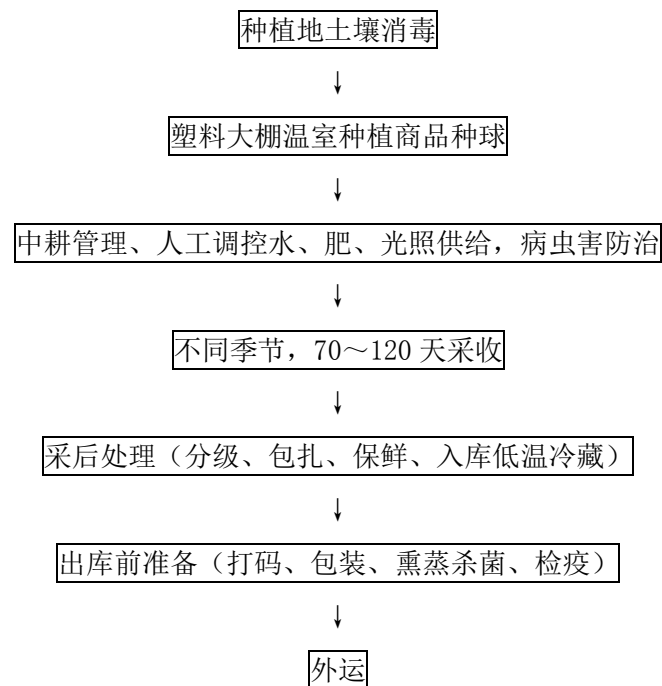 种植地土壤消毒
↓
塑料大棚温室种植商品种球
↓
中耕管理、人工调控水、肥、光照供给，病虫害防治
↓
不同季节，70～120 天采收
↓
采后处理（分级、包扎、保鲜、入库低温冷藏）
↓
出库前准备（打码、包装、熏蒸杀菌、检疫）
↓
外运